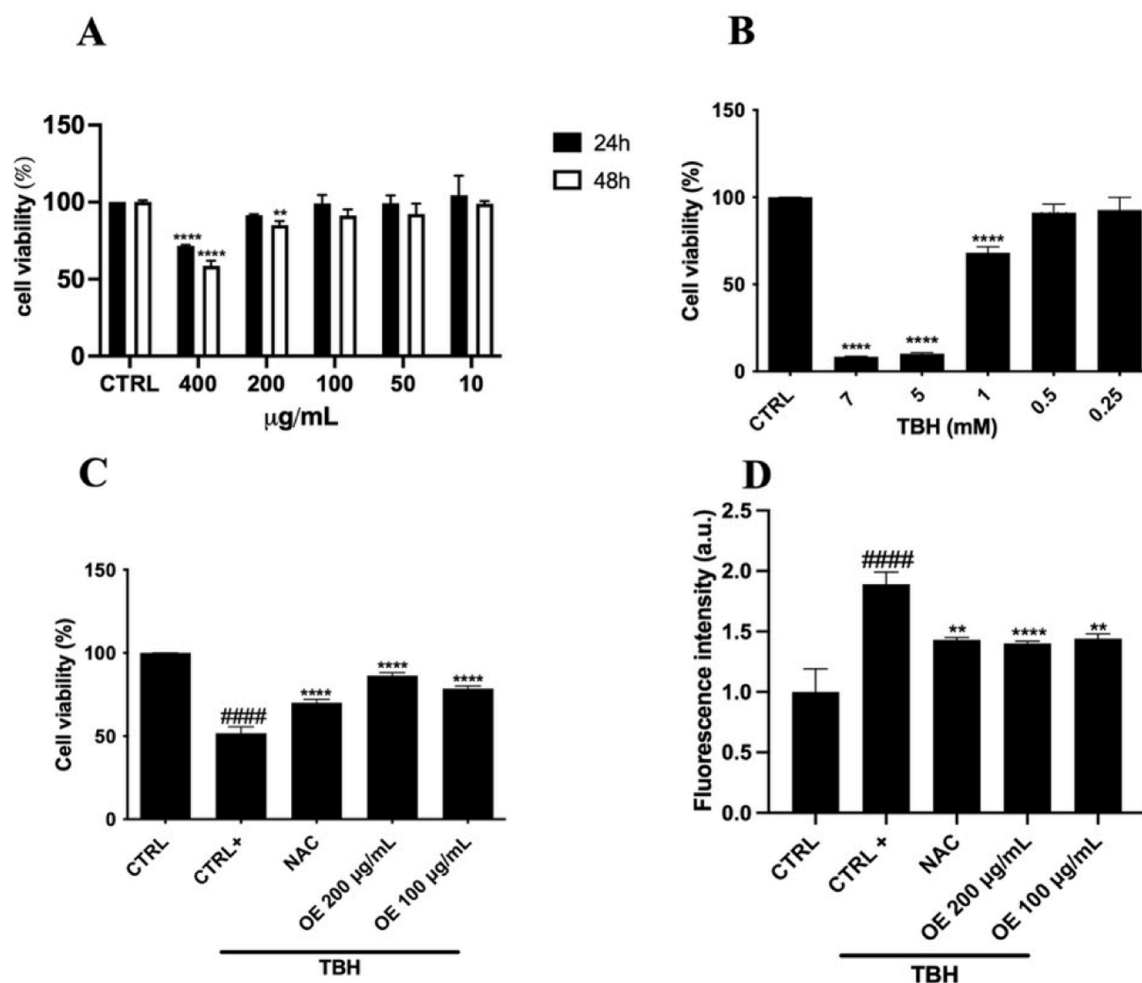 A
150
100
50
0
cell viability (%)
****
****
**
CTRL
400
200
100
50
10
μg/mL
24h
48h
B
150
100
50
0
Cell viability (%)
****
****
****
CTRL
7
5
1
0.5
0.25
TBH (mM)
C
150
100
50
0
Cell viability (%)
####
****
****
****
CTRL
CTRL+
NAC
OE 200 μg/mL
OE 100 μg/mL
TBH
D
2.5
2.0
1.5
1.0
0.5
0.0
Fluorescence intensity (a.u.)
####
**
****
**
CTRL
CTRL +
NAC
OE 200 μg/mL
OE 100 μg/mL
TBH